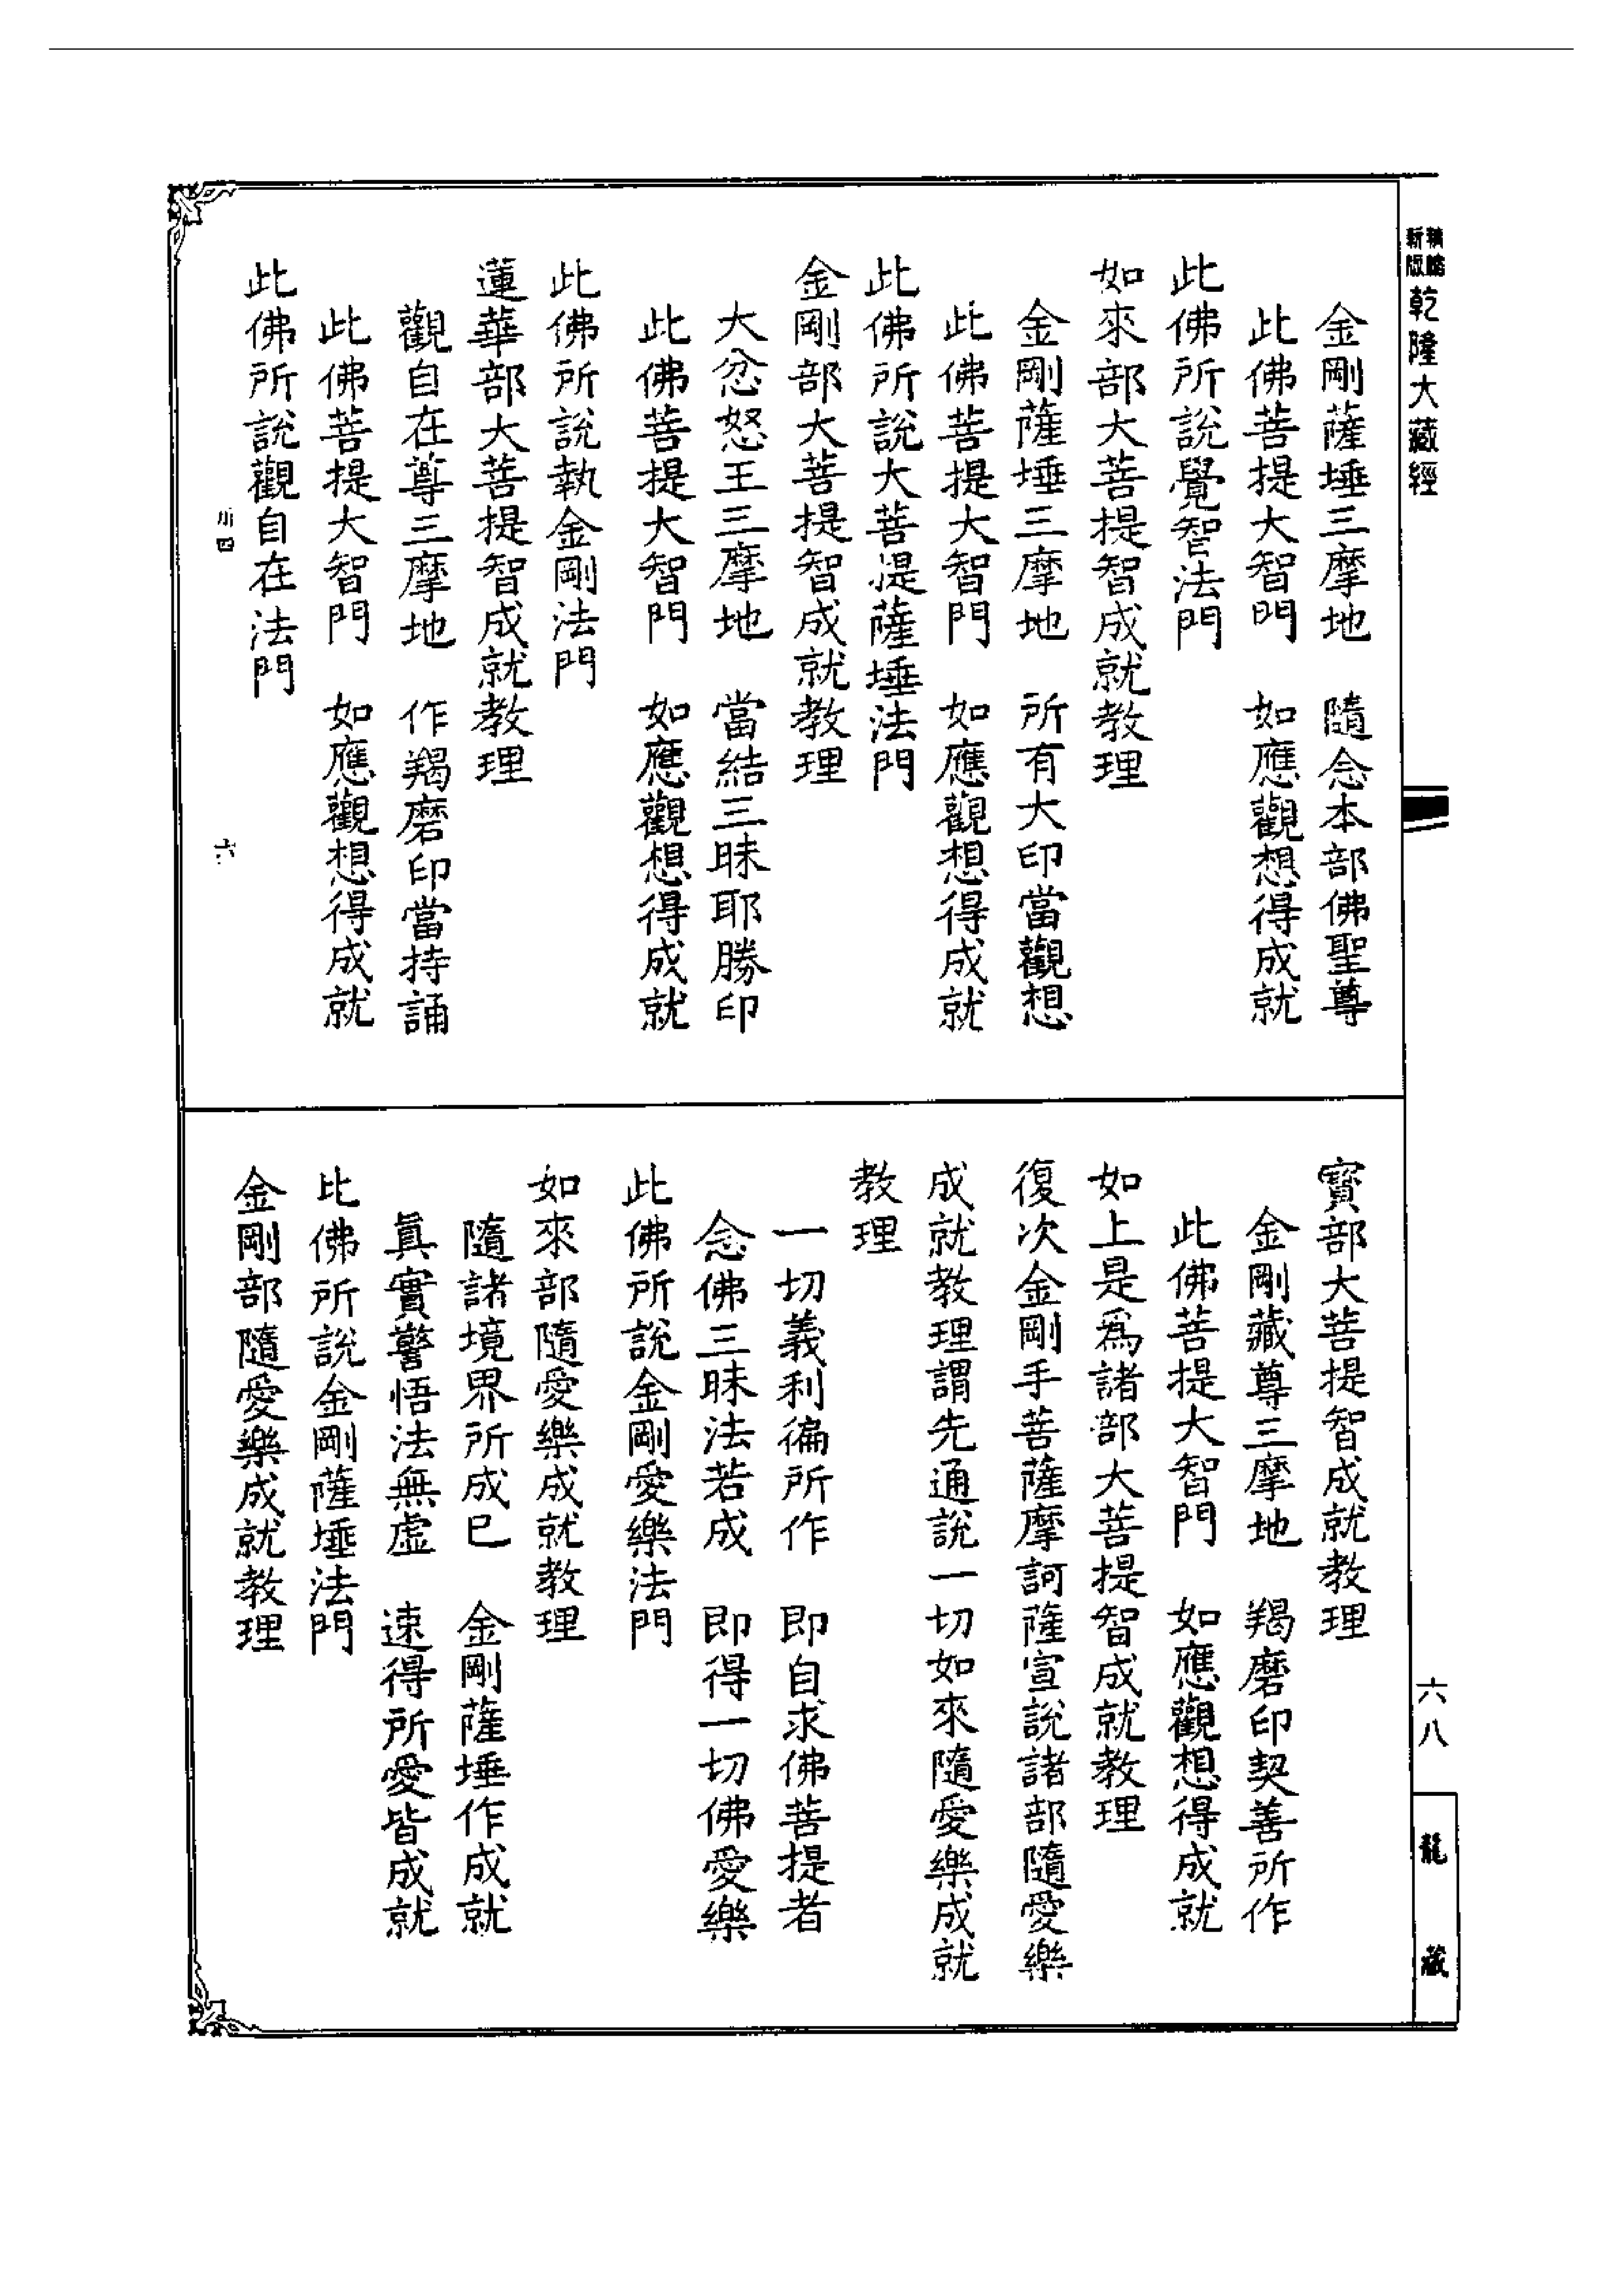 乾隆大藏經
金剛薩埵三摩地　隨念本部佛聖尊
此佛菩提大智門　如應觀想得成就
此佛所說覺智法門
如來部大菩提智成就教理
金剛薩埵三摩地　所有大印當觀想
此佛菩提大智門　如應觀想得成就
此佛所說大菩提薩埵法門
金剛部大菩提智成就教理
大忿怒王三摩地　當結三昧耶勝印
此佛菩提大智門　如應觀想得成就
此佛所說執金剛法門
蓮華部大菩提智成就教理
觀自在尊三摩地　作羯磨印當持誦
此佛菩提大智門　如應觀想得成就
此佛所說觀自在法門
川四　六
寶部大菩提智成就教理
金剛藏尊三摩地　羯磨印契善所作
此佛菩提大智門　如應觀想得成就
如上是爲諸部大菩提智成就教理
復次金剛手菩薩摩訶薩宣說諸部隨愛樂
成就教理謂先通說一切如來隨愛樂成就
教理
一切義利徧所作　即自求佛菩提者
念佛三昧法若成　即得一切佛愛樂
此佛所說金剛愛樂法門
如來部隨愛樂成就教理
隨諸境界所成已　金剛薩埵作成就
眞實警悟法無虛　速得所愛皆成就
此佛所說金剛薩埵法門
金剛部隨愛樂成就教理
六八
龍藏